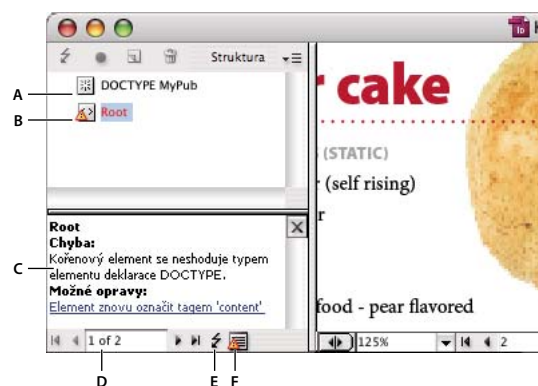 Struktura
A
DOCTYPE MyPub
B
Root
Root
Chyba:
C
Kořenový element se neshoduje typem
elementu deklarace DOCTYPE.
Možné opravy:
Element znovu označit tagem 'content'
1 of 2
D
E
F
cake
(STATIC)
(self rising)
r
food - pear flavored
125%
2